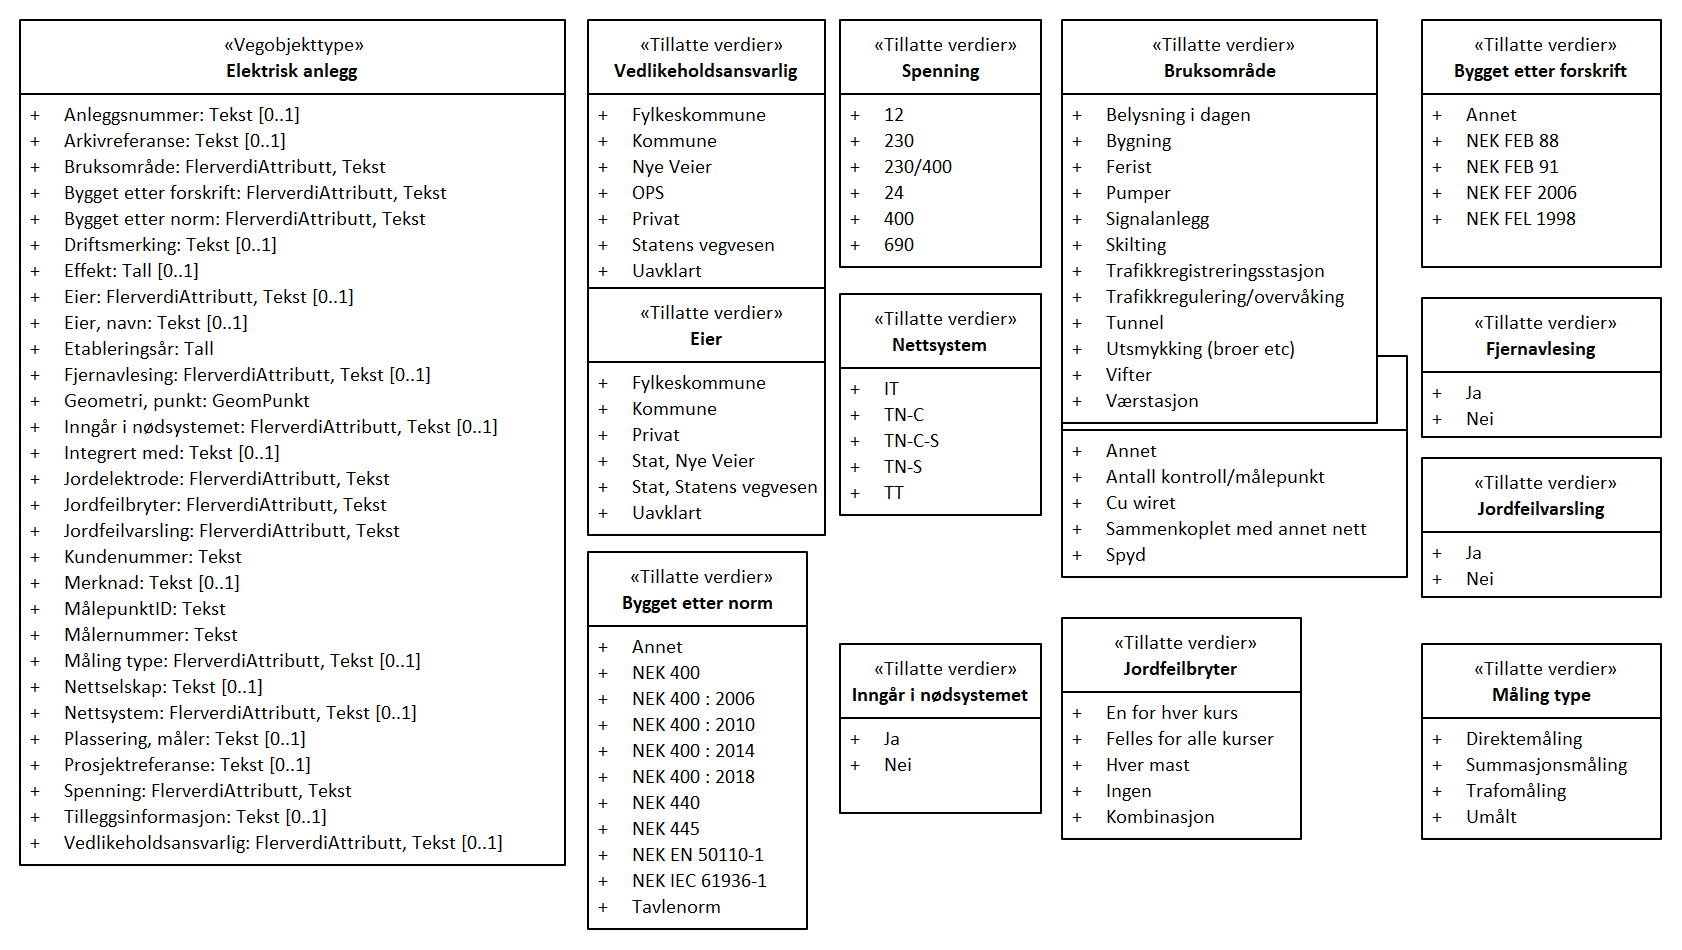 «Vegobjekttype»
Elektrisk anlegg
+ Anleggsnummer: Tekst [0..1]
+ Arkivreferanse: Tekst [0..1]
+ Bruksområde: FlerverdiAttributt, Tekst
+ Bygget etter forskrift: FlerverdiAttributt, Tekst
+ Bygget etter norm: FlerverdiAttributt, Tekst
+ Driftsmerking: Tekst [0..1]
+ Effekt: Tall [0..1]
+ Eier: FlerverdiAttributt, Tekst [0..1]
+ Eier, navn: Tekst [0..1]
+ Etableringsår: Tall
+ Fjernavlesing: FlerverdiAttributt, Tekst [0..1]
+ Geometri, punkt: GeomPunkt
+ Inngår i nødsystemet: FlerverdiAttributt, Tekst [0..1]
+ Integrert med: Tekst [0..1]
+ Jordelektrode: FlerverdiAttributt, Tekst
+ Jordfeilbryter: FlerverdiAttributt, Tekst
+ Jordfeilvarsling: FlerverdiAttributt, Tekst
+ Kundenummer: Tekst
+ Merknad: Tekst [0..1]
+ MålepunktID: Tekst
+ Målernummer: Tekst
+ Måling type: FlerverdiAttributt, Tekst [0..1]
+ Nettselskap: Tekst [0..1]
+ Nettsystem: FlerverdiAttributt, Tekst [0..1]
+ Plassering, måler: Tekst [0..1]
+ Prosjektreferanse: Tekst [0..1]
+ Spenning: FlerverdiAttributt, Tekst
+ Tilleggsinformasjon: Tekst [0..1]
+ Vedlikeholdsansvarlig: FlerverdiAttributt, Tekst [0..1]
«Tillatte verdier»
Vedlikeholdsansvarlig
+ Fylkeskommune
+ Kommune
+ Nye Veier
+ OPS
+ Privat
+ Statens vegvesen
+ Uavklart
«Tillatte verdier»
Eier
+ Fylkeskommune
+ Kommune
+ Privat
+ Stat, Nye Veier
+ Stat, Statens vegvesen
+ Uavklart
«Tillatte verdier»
Bygget etter norm
+ Annet
+ NEK 400
+ NEK 400 : 2006
+ NEK 400 : 2010
+ NEK 400 : 2014
+ NEK 400 : 2018
+ NEK 440
+ NEK 445
+ NEK EN 50110-1
+ NEK IEC 61936-1
+ Tavlenorm
«Tillatte verdier»
Spenning
+ 12
+ 230
+ 230/400
+ 24
+ 400
+ 690
«Tillatte verdier»
Nettsystem
+ IT
+ TN-C
+ TN-C-S
+ TN-S
+ TT
«Tillatte verdier»
Inngår i nødsystemet
+ Ja
+ Nei
«Tillatte verdier»
Bruksområde
+ Belysning i dagen
+ Bygning
+ Ferist
+ Pumper
+ Signalanlegg
+ Skilting
+ Trafikkregistreringsstasjon
+ Trafikkregulering/overvåking
+ Tunnel
+ Utsmykking (broer etc)
+ Vifter
+ Værstasjon
+ Annet
+ Antall kontroll/målepunkt
+ Cu wiret
+ Sammenkoplet med annet nett
+ Spyd
«Tillatte verdier»
Jordfeilbryter
+ En for hver kurs
+ Felles for alle kurser
+ Hver mast
+ Ingen
+ Kombinasjon
«Tillatte verdier»
Bygget etter forskrift
+ Annet
+ NEK FEB 88
+ NEK FEB 91
+ NEK FEF 2006
+ NEK FEL 1998
«Tillatte verdier»
Fjernavlesing
+ Ja
+ Nei
«Tillatte verdier»
Jordfeilvarsling
+ Ja
+ Nei
«Tillatte verdier»
Måling type
+ Direktemåling
+ Summasjonsmåling
+ Trafomåling
+ Umålt